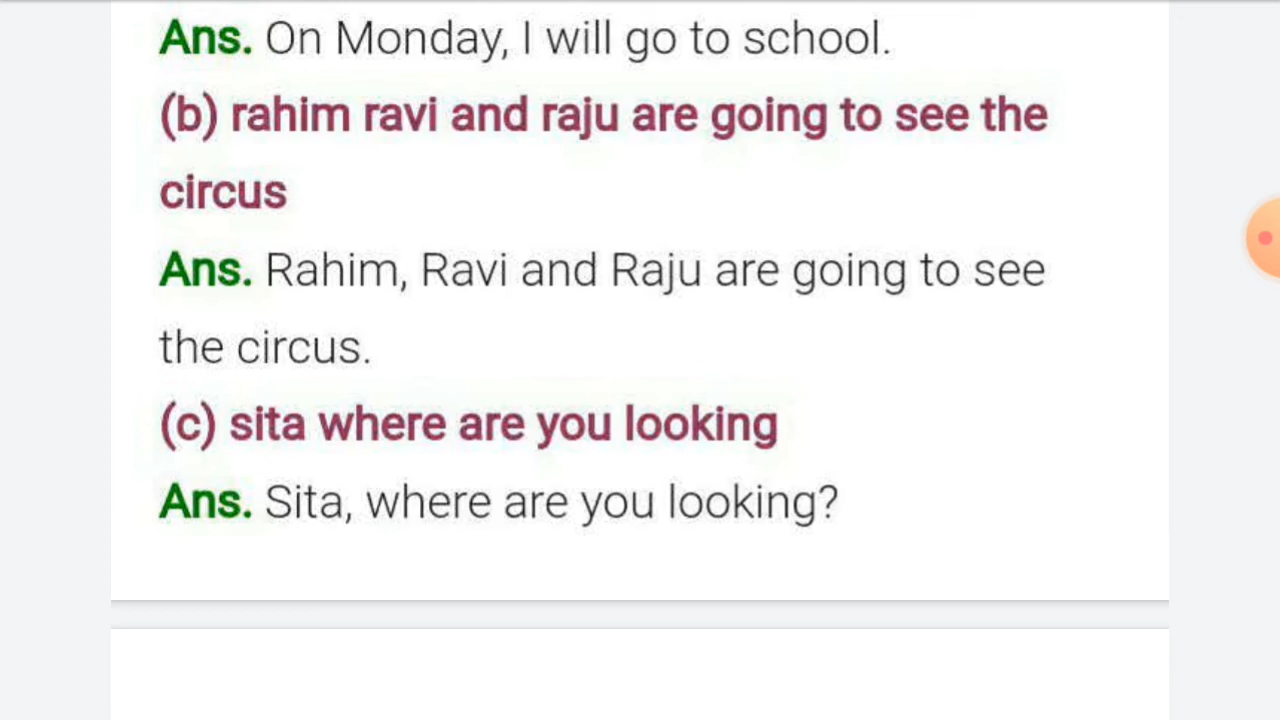 Ans. On Monday, I will go to school.
(b) rahim ravi and raju are going to see the
circus
Ans. Rahim, Ravi and Raju are going to see
the circus.
(c) sita where are you looking
Ans. Sita, where are you looking?